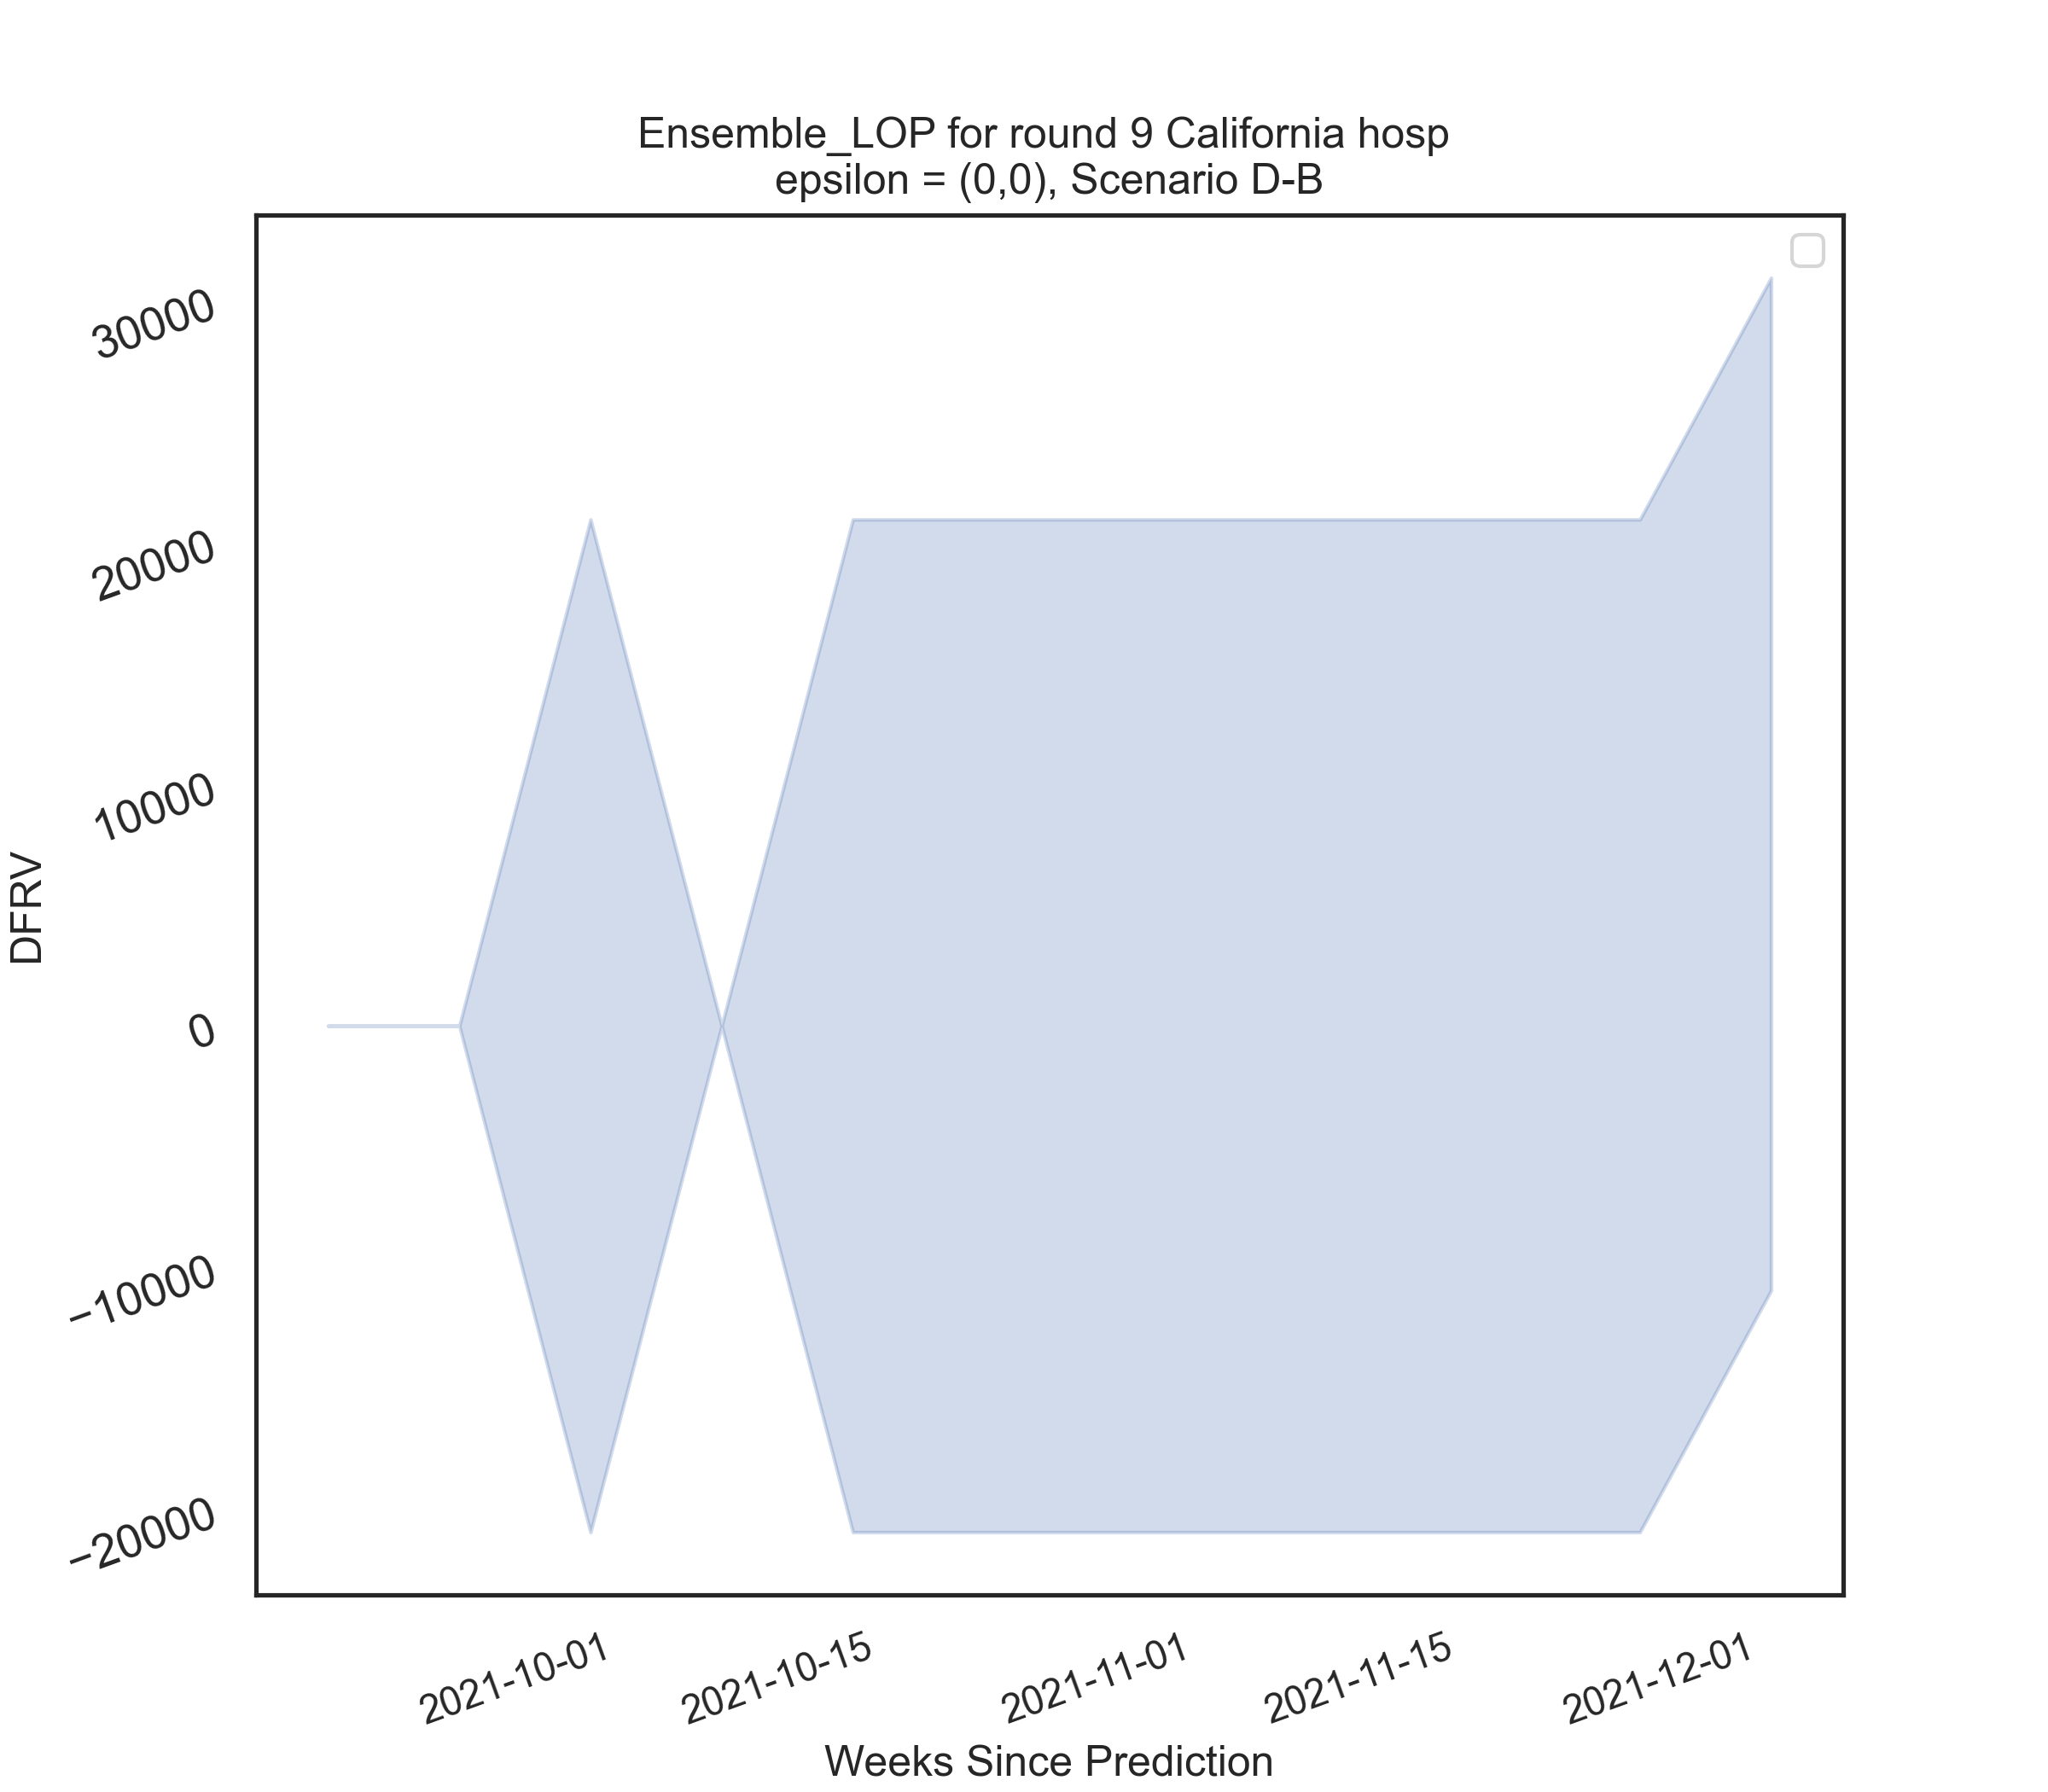 Ensemble_LOP for round 9 California hosp
epsilon = (0,0), Scenario D-B
30000
20000
10000
0
−10000
−20000
DFRV
2021-10-01
2021-10-15
2021-11-01
2021-11-15
2021-12-01
Weeks Since Prediction